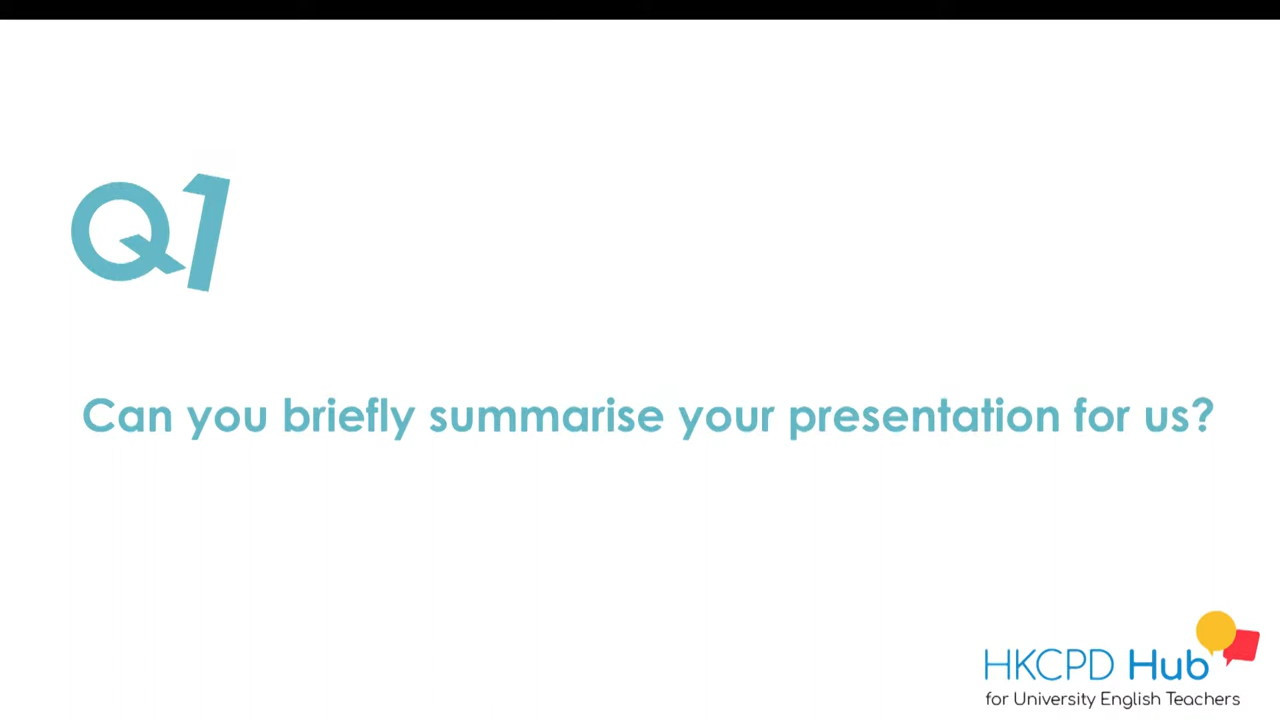 Q1
Can you briefly summarise your presentation for us?
HKCPD Hub
for University English Teachers